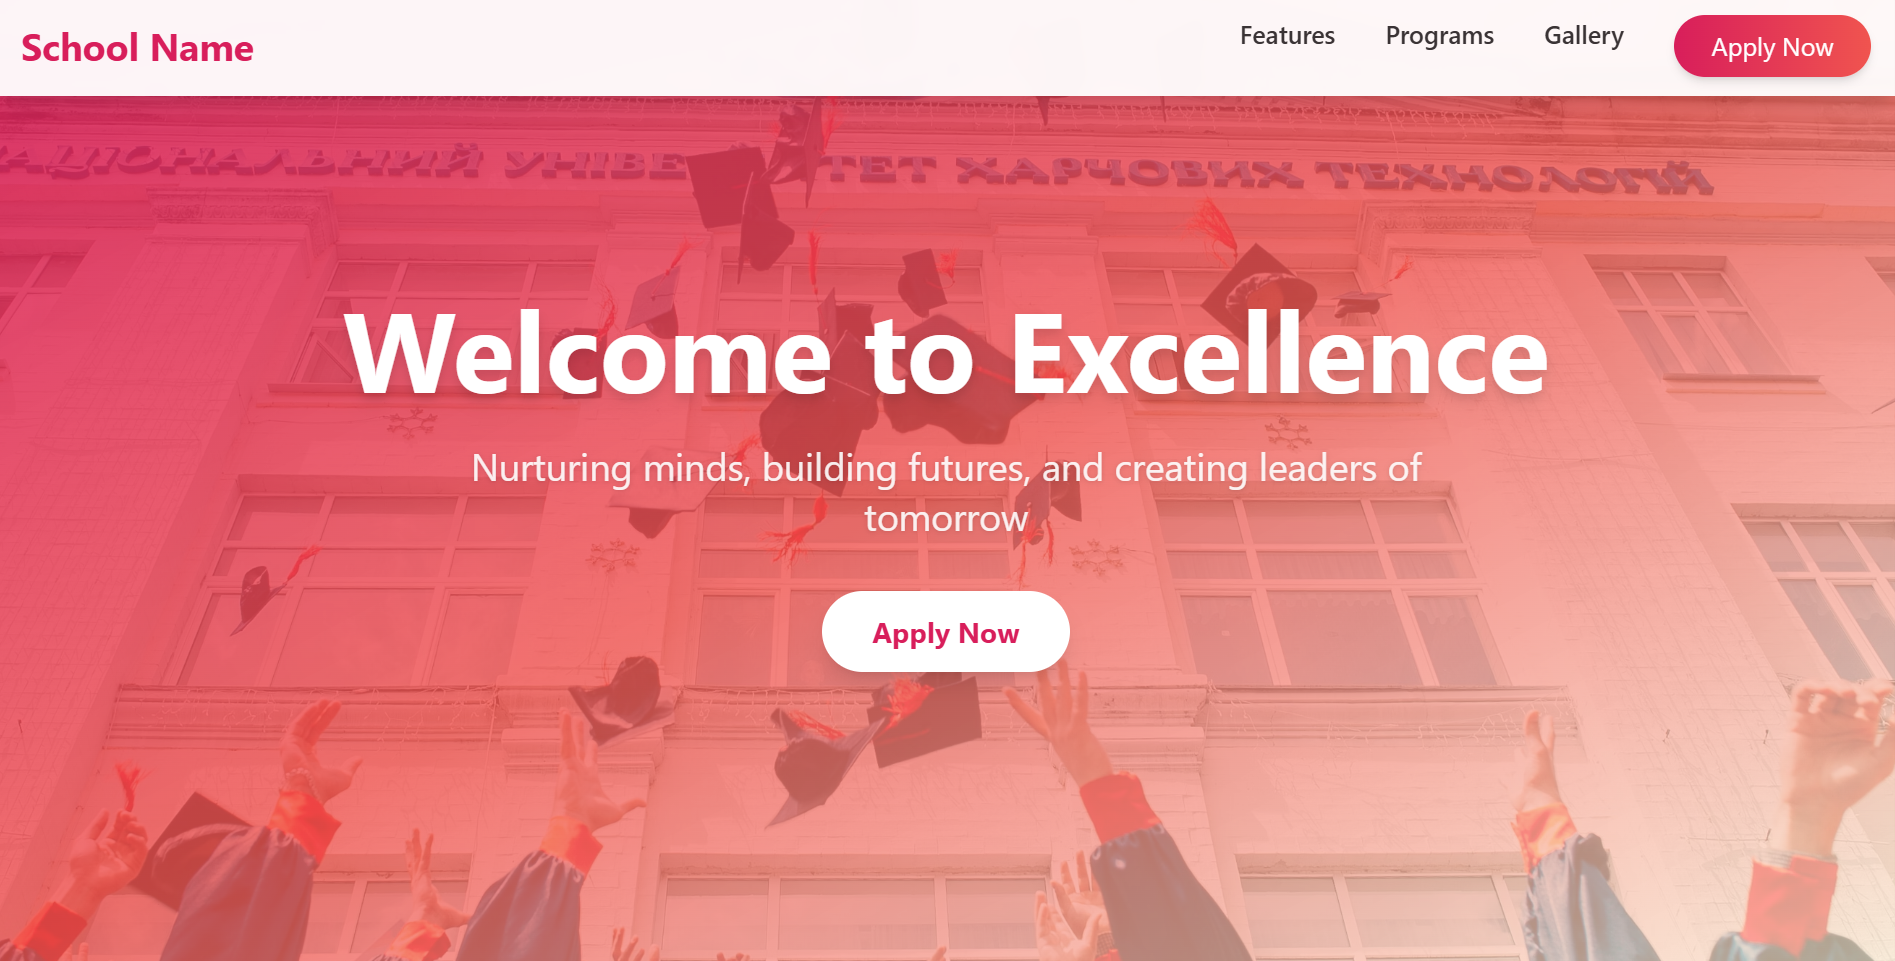 School Name
Features
Programs
Gallery
Apply Now
АЦІОНАЛЬНИЙ УНІВЕ ТЕТ ХАРЧОВИХ ТЕХНОЛОГІЙ
Welcome to Excellence
Nurturing minds, building futures, and creating leaders of
tomorrow
Apply Now